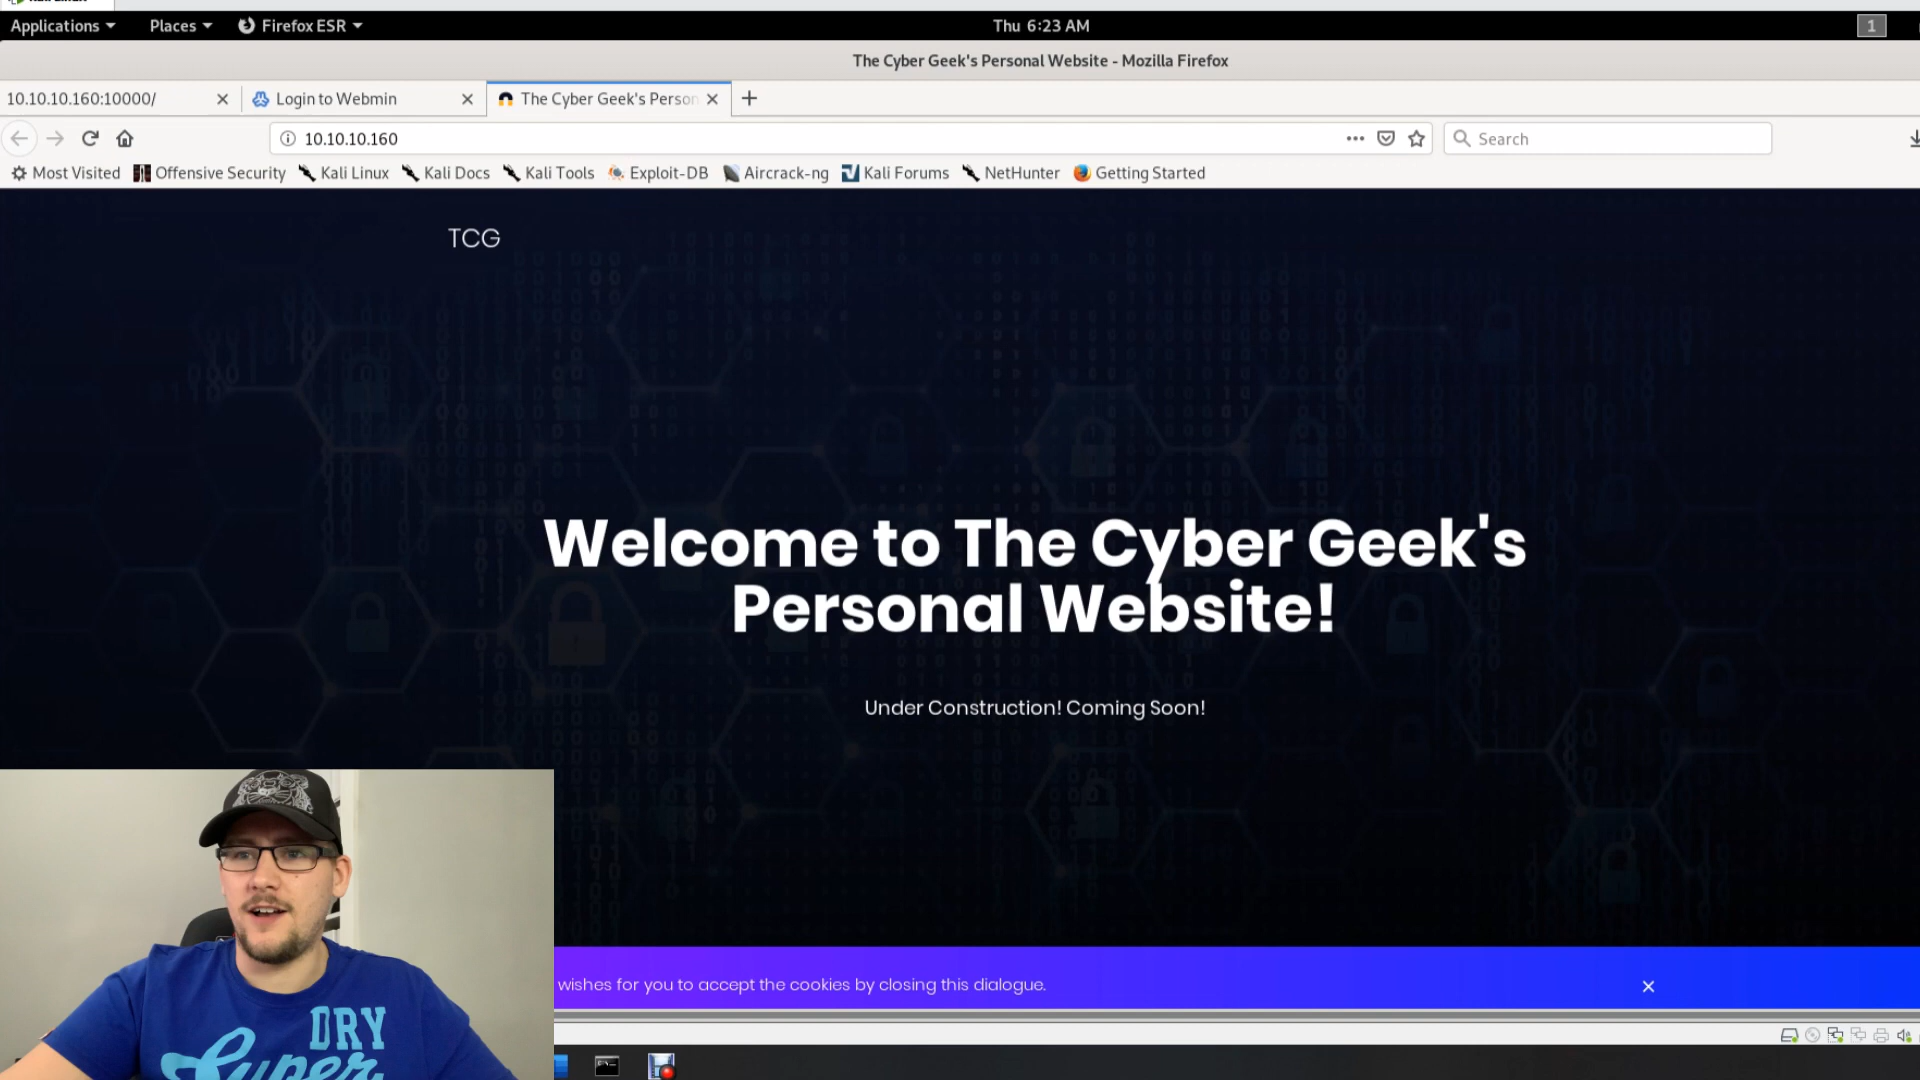 Applications
Places
Firefox ESR
Thu 6:23 AM
1
The Cyber Geek's Personal Website - Mozilla Firefox
10.10.10.160:10000/
Login to Webmin
The Cyber Geek's Person
10.10.10.160
Search
Most Visited
Offensive Security
Kali Linux
Kali Docs
Kali Tools
Exploit-DB
Aircrack-ng
Kali Forums
NetHunter
Getting Started
TCG
Welcome to The Cyber Geek's
Personal Website!
Under Construction! Coming Soon!
wishes for you to accept the cookies by closing this dialogue.
DRY
Super